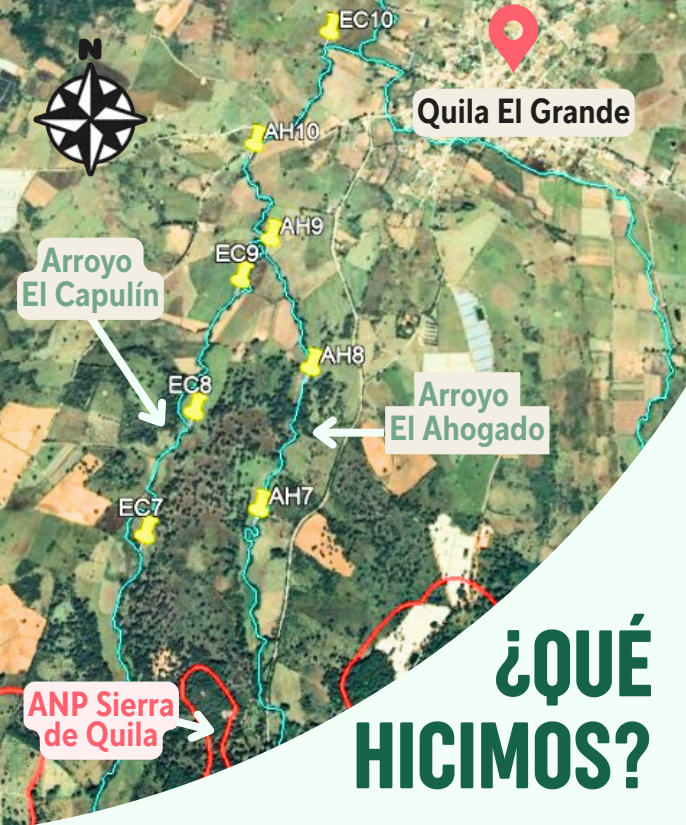 EC10
N
Quila El Grande
AH10
AH9
EC9
Arroyo
El Capulín
AH8
EC8
Arroyo
El Ahogado
AH7
EC7
¿QUÉ
HICIMOS?
ANP Sierra
de Quila